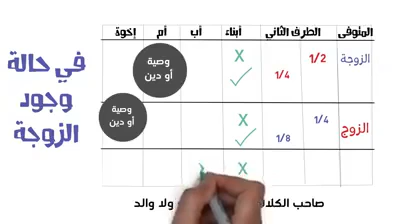 المتوفى الطرف الثاني أبناء أب أم إخوة
الزوجة 1/2 X وصية
1/4 ✓ أو دين
الزوج 1/4 X وصية
1/8 ✓ أو دين
X
صاحب ولا والد
في حالة
وجود
الزوجة